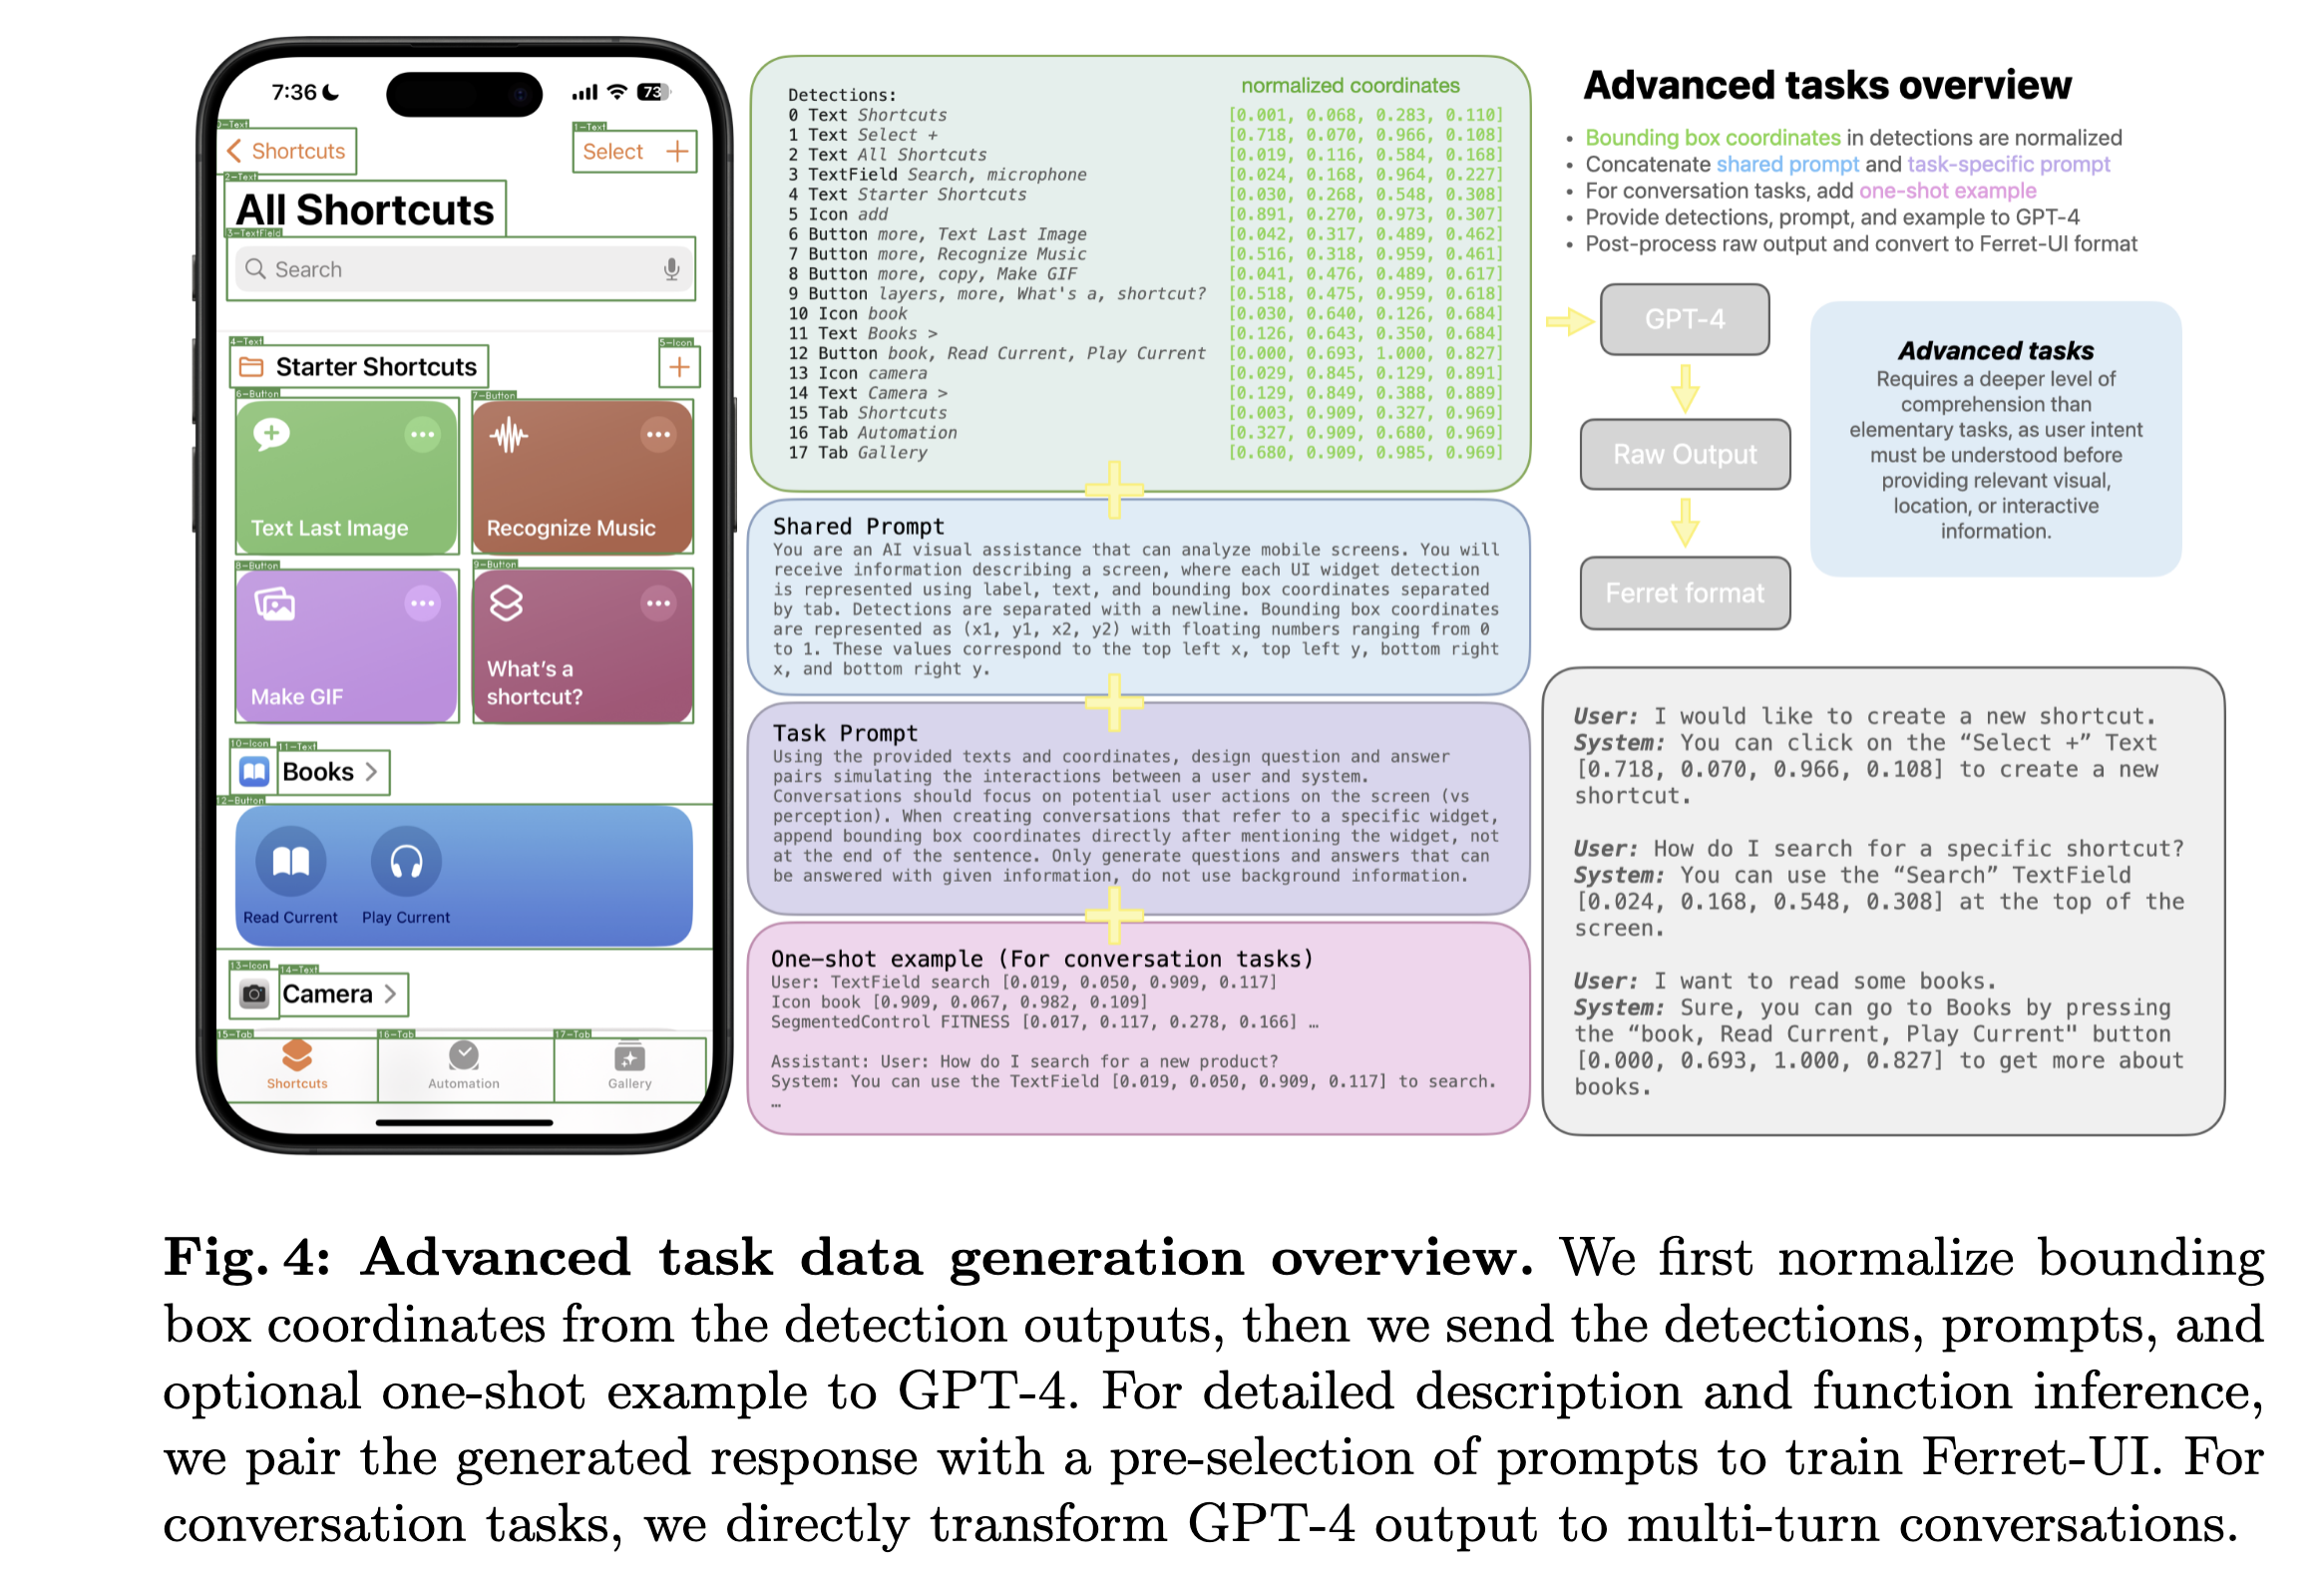 7:36
73
0-Text
1-Text
Shortcuts
Select +
2-Text
All Shortcuts
3-TextField
Search
4-Text
5-Icon
Starter Shortcuts
+
6-Button
7-Button
Text Last Image
Recognize Music
8-Button
9-Button
Make GIF
What's a
shortcut?
10-Icon
11-Text
Books >
12-Button
Read Current
Play Current
13-Icon
14-Text
Camera >
15-Tab
16-Tab
17-Tab
Shortcuts
Automation
Gallery
normalized coordinates
Detections:
0 Text Shortcuts [0.001, 0.068, 0.283, 0.110]
1 Text Select + [0.718, 0.070, 0.966, 0.108]
2 Text All Shortcuts [0.019, 0.116, 0.584, 0.168]
3 TextField Search, microphone [0.024, 0.168, 0.964, 0.227]
4 Text Starter Shortcuts [0.030, 0.268, 0.548, 0.308]
5 Icon add [0.891, 0.270, 0.973, 0.307]
6 Button more, Text Last Image [0.042, 0.317, 0.489, 0.462]
7 Button more, Recognize Music [0.516, 0.318, 0.959, 0.461]
8 Button more, copy, Make GIF [0.041, 0.476, 0.489, 0.617]
9 Button layers, more, What's a, shortcut? [0.518, 0.475, 0.959, 0.618]
10 Icon book [0.030, 0.640, 0.126, 0.684]
11 Text Books > [0.126, 0.643, 0.350, 0.684]
12 Button book, Read Current, Play Current [0.000, 0.693, 1.000, 0.827]
13 Icon camera [0.029, 0.845, 0.129, 0.891]
14 Text Camera > [0.129, 0.849, 0.388, 0.889]
15 Tab Shortcuts [0.003, 0.909, 0.327, 0.969]
16 Tab Automation [0.327, 0.909, 0.680, 0.969]
17 Tab Gallery [0.680, 0.909, 0.985, 0.969]
Shared Prompt
You are an AI visual assistance that can analyze mobile screens. You will
receive information describing a screen, where each UI widget detection
is represented using label, text, and bounding box coordinates separated
by tab. Detections are separated with a newline. Bounding box coordinates
are represented as (x1, y1, x2, y2) with floating numbers ranging from 0
to 1. These values correspond to the top left x, top left y, bottom right
x, and bottom right y.
Task Prompt
Using the provided texts and coordinates, design question and answer
pairs simulating the interactions between a user and system.
Conversations should focus on potential user actions on the screen (vs
perception). When creating conversations that refer to a specific widget,
append bounding box coordinates directly after mentioning the widget, not
at the end of the sentence. Only generate questions and answers that can
be answered with given information, do not use background information.
One-shot example (For conversation tasks)
User: TextField search [0.019, 0.050, 0.909, 0.117]
Icon book [0.909, 0.067, 0.982, 0.109]
SegmentedControl FITNESS [0.017, 0.117, 0.278, 0.166] …
Assistant: User: How do I search for a new product?
System: You can use the TextField [0.019, 0.050, 0.909, 0.117] to search.
…
Advanced tasks overview
• Bounding box coordinates in detections are normalized
• Concatenate shared prompt and task-specific prompt
• For conversation tasks, add one-shot example
• Provide detections, prompt, and example to GPT-4
• Post-process raw output and convert to Ferret-UI format
GPT-4
Raw Output
Ferret format
Advanced tasks
Requires a deeper level of
comprehension than
elementary tasks, as user intent
must be understood before
providing relevant visual,
location, or interactive
information.
User: I would like to create a new shortcut.
System: You can click on the “Select +” Text
[0.718, 0.070, 0.966, 0.108] to create a new
shortcut.
User: How do I search for a specific shortcut?
System: You can use the “Search” TextField
[0.024, 0.168, 0.548, 0.308] at the top of the
screen.
User: I want to read some books.
System: Sure, you can go to Books by pressing
the “book, Read Current, Play Current" button
[0.000, 0.693, 1.000, 0.827] to get more about
books.
Fig. 4: Advanced task data generation overview. We first normalize bounding
box coordinates from the detection outputs, then we send the detections, prompts, and
optional one-shot example to GPT-4. For detailed description and function inference,
we pair the generated response with a pre-selection of prompts to train Ferret-UI. For
conversation tasks, we directly transform GPT-4 output to multi-turn conversations.